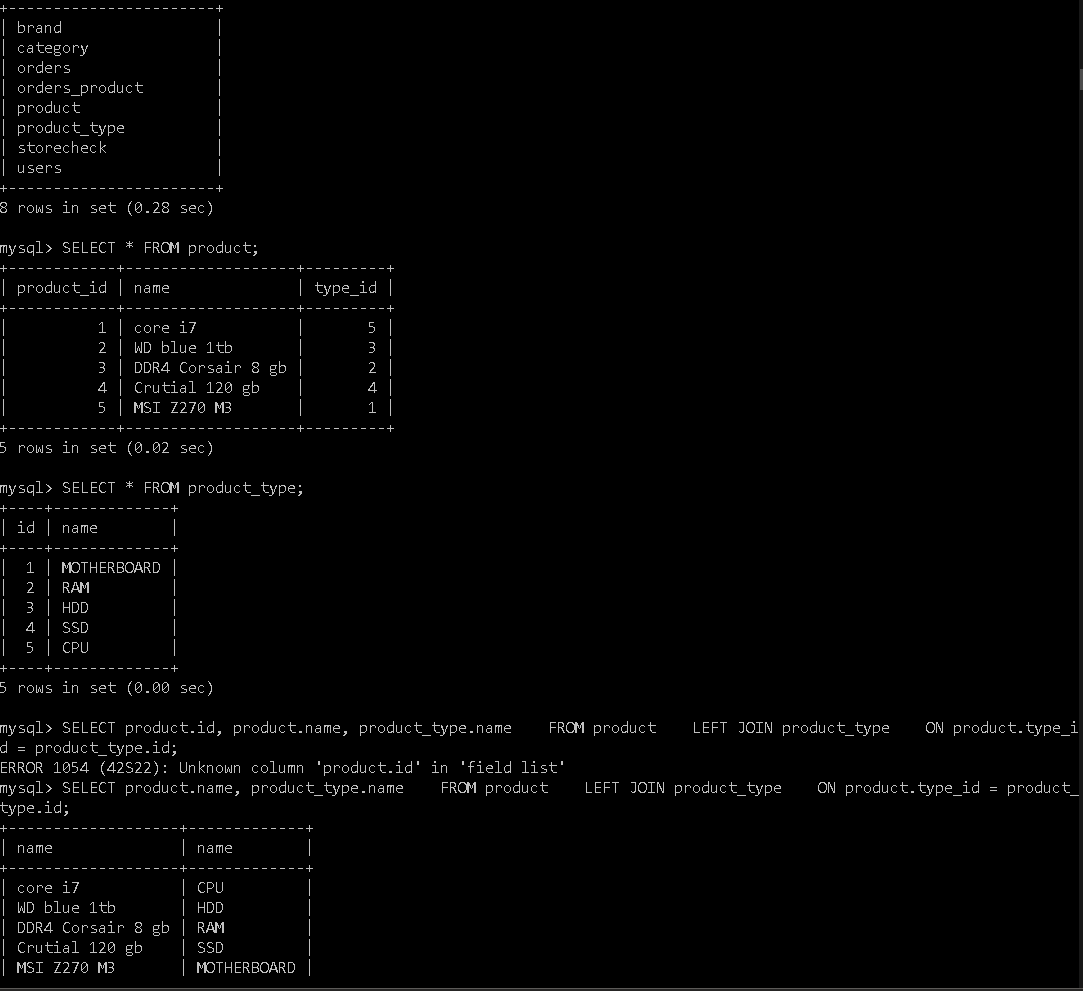 +-----------------------+
| brand                 |
| category              |
| orders                |
| orders_product        |
| product               |
| product_type          |
| storecheck            |
| users                 |
+-----------------------+
8 rows in set (0.28 sec)

mysql> SELECT * FROM product;
+------------+-------------------+---------+
| product_id | name              | type_id |
+------------+-------------------+---------+
|          1 | core i7           |       5 |
|          2 | WD blue 1tb       |       3 |
|          3 | DDR4 Corsair 8 gb |       2 |
|          4 | Crutial 120 gb    |       4 |
|          5 | MSI Z270 M3       |       1 |
+------------+-------------------+---------+
5 rows in set (0.02 sec)

mysql> SELECT * FROM product_type;
+----+-------------+
| id | name        |
+----+-------------+
|  1 | MOTHERBOARD |
|  2 | RAM         |
|  3 | HDD         |
|  4 | SSD         |
|  5 | CPU         |
+----+-------------+
5 rows in set (0.00 sec)

mysql> SELECT product.id, product.name, product_type.name    FROM product    LEFT JOIN product_type    ON product.type_i
d = product_type.id;
ERROR 1054 (42S22): Unknown column 'product.id' in 'field list'
mysql> SELECT product.name, product_type.name    FROM product    LEFT JOIN product_type    ON product.type_id = product_
type.id;
+-------------------+-------------+
| name              | name        |
+-------------------+-------------+
| core i7           | CPU         |
| WD blue 1tb       | HDD         |
| DDR4 Corsair 8 gb | RAM         |
| Crutial 120 gb    | SSD         |
| MSI Z270 M3       | MOTHERBOARD |